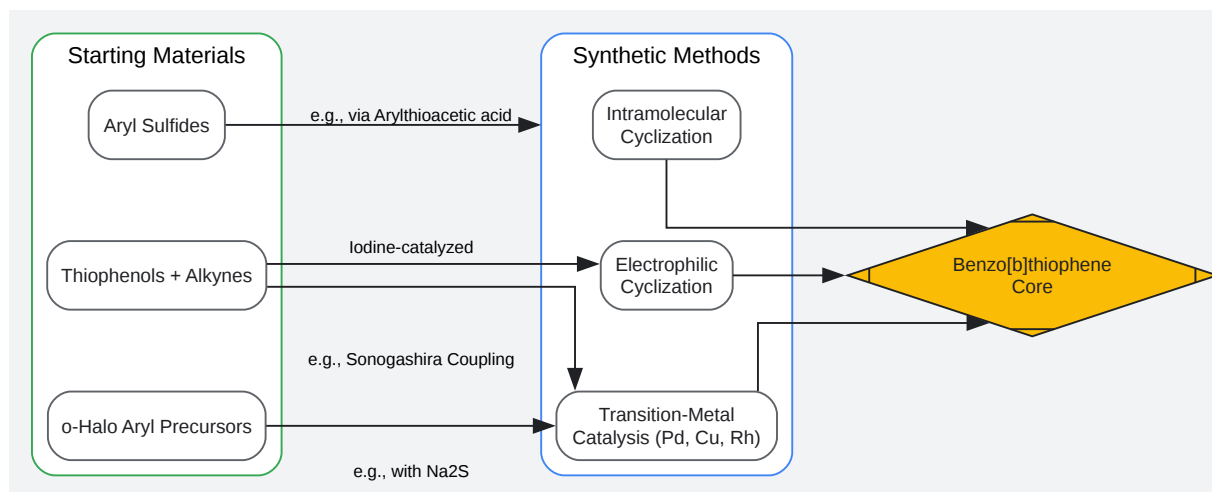 Starting Materials
Synthetic Methods
Aryl Sulfides
e.g., via Arylthioacetic acid
Intramolecular
Cyclization
Thiophenols + Alkynes
Iodine-catalyzed
Electrophilic
Cyclization
Benzo[b]thiophene
Core
e.g., Sonogashira Coupling
o-Halo Aryl Precursors
Transition-Metal
Catalysis (Pd, Cu, Rh)
e.g., with Na2S